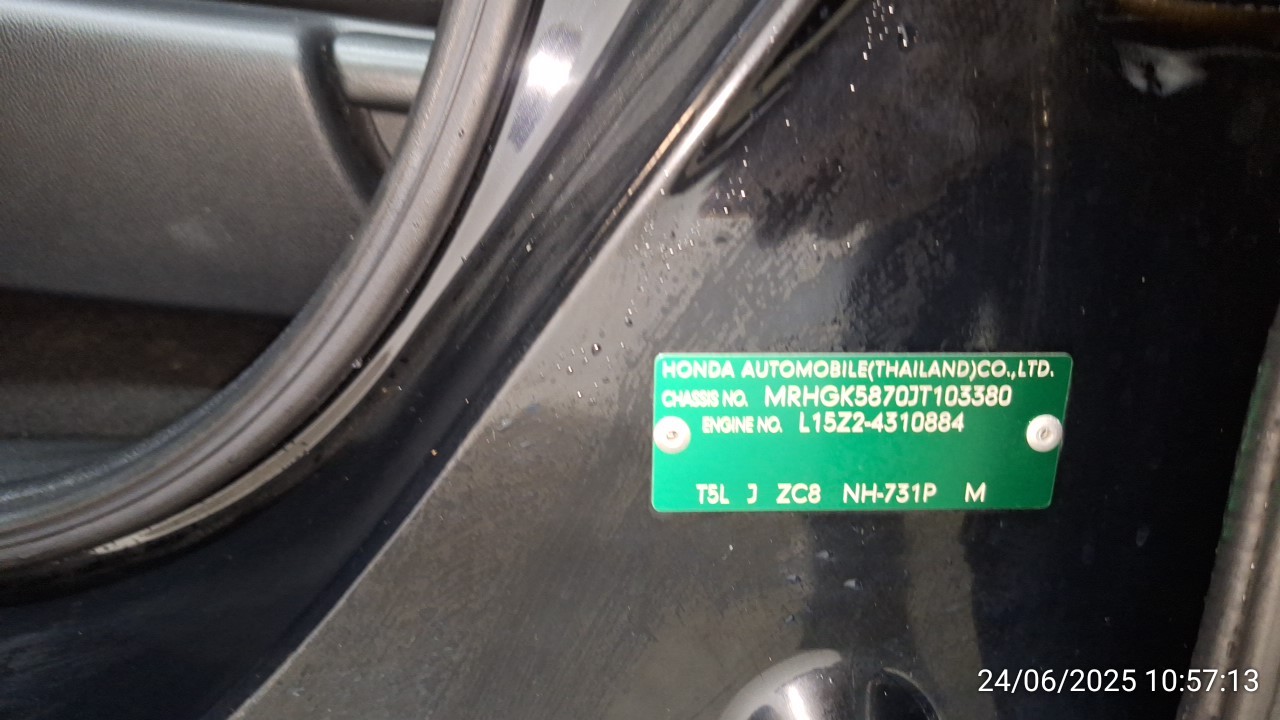 HONDA AUTOMOBILE(THAILAND)CO.,LTD.
CHASSIS NO. MRHGK5870JT103380
ENGINE NO. L15Z2-4310884
T5L J ZC8 NH-731P M
24/06/2025 10:57:13